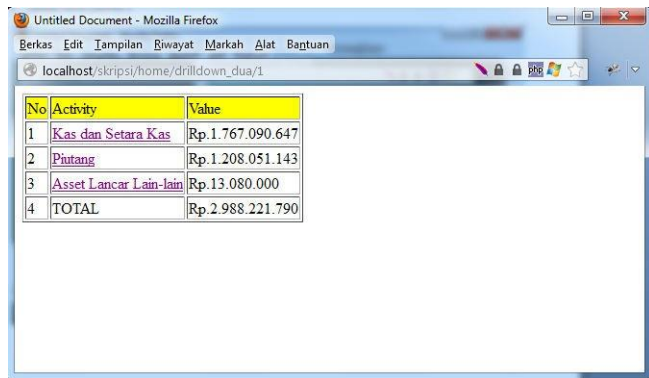 Untitled Document - Mozilla Firefox
Berkas Edit Tampilan Riwayat Markah Alat Bantuan
localhost/skripsi/home/drilldown_dua/1 php
No Activity Value
1 Kas dan Setara Kas Rp.1.767.090.647
2 Piutang Rp.1.208.051.143
3 Asset Lancar Lain-lain Rp.13.080.000
4 TOTAL Rp.2.988.221.790